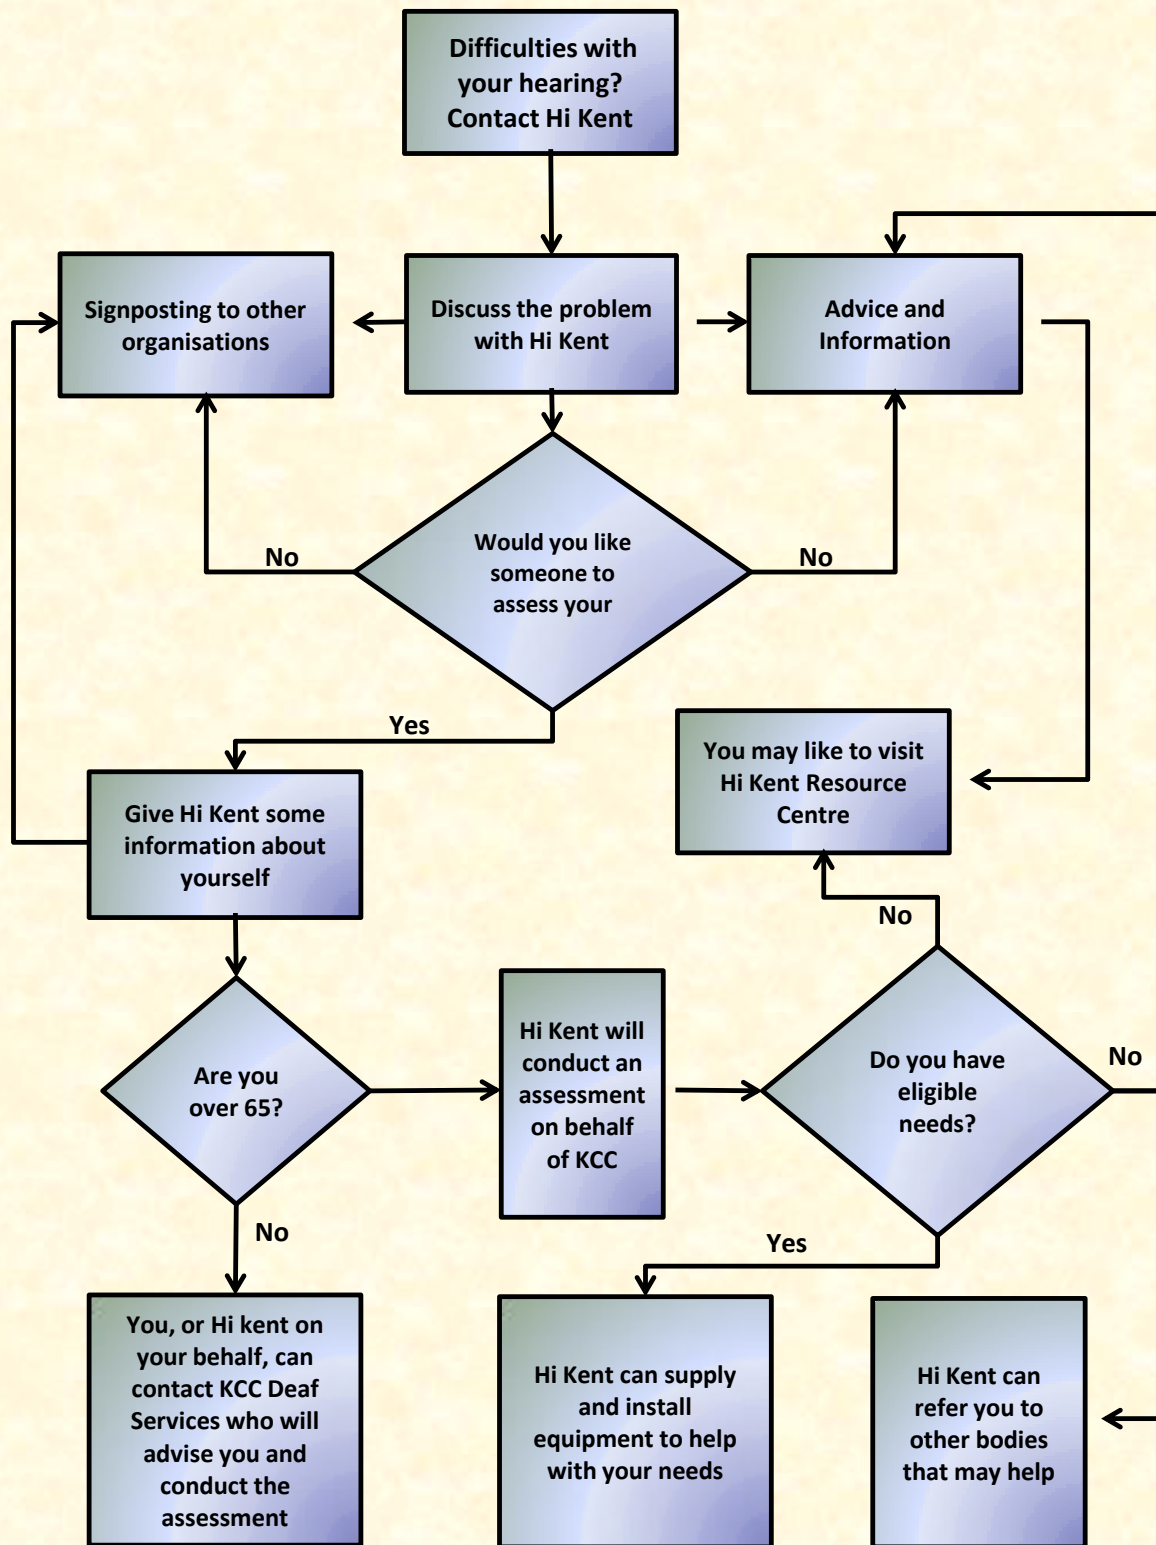 Difficulties with
your hearing?
Contact Hi Kent
Signposting to other
organisations
Discuss the problem
with Hi Kent
Advice and
Information
No
Would you like
someone to
assess your
No
Yes
You may like to visit
Hi Kent Resource
Centre
Give Hi Kent some
information about
yourself
No
Are you
over 65?
Hi Kent will
conduct an
assessment
on behalf
of KCC
Do you have
eligible
needs?
No
No
Yes
You, or Hi kent on
your behalf, can
contact KCC Deaf
Services who will
advise you and
conduct the
assessment
Hi Kent can supply
and install
equipment to help
with your needs
Hi Kent can
refer you to
other bodies
that may help